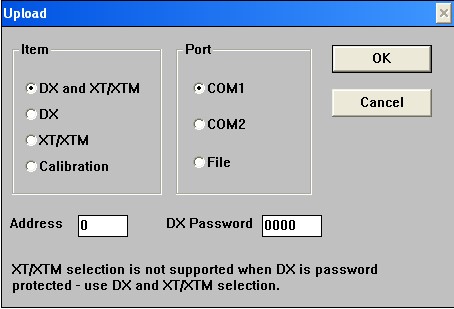 Upload
Item
Port
OK
DX and XT/XTM
COM1
Cancel
DX
COM2
XT/XTM
File
Calibration
Address 0 DX Password 0000
XT/XTM selection is not supported when DX is password
protected - use DX and XT/XTM selection.